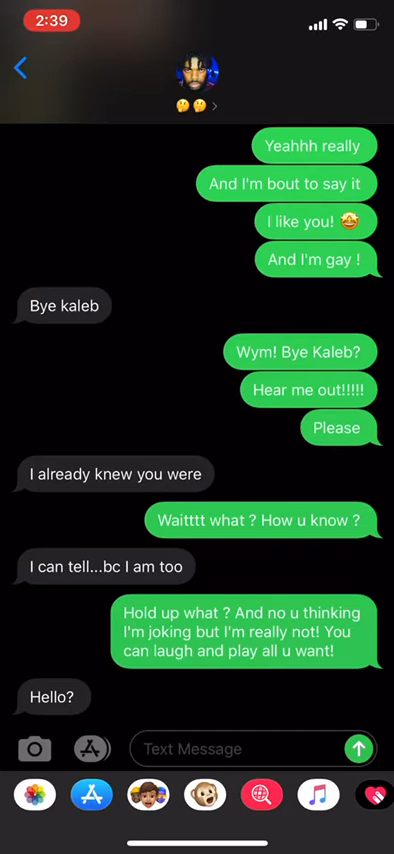 2:39
🤔🤔 >
Yeahhh really
And I'm bout to say it
I like you! 🤩
And I'm gay !
Bye kaleb
Wym! Bye Kaleb?
Hear me out!!!!!
Please
I already knew you were
Waitttt what ? How u know ?
I can tell...bc I am too
Hold up what ? And no u thinking
I'm joking but I'm really not! You
can laugh and play all u want!
Hello?
Text Message